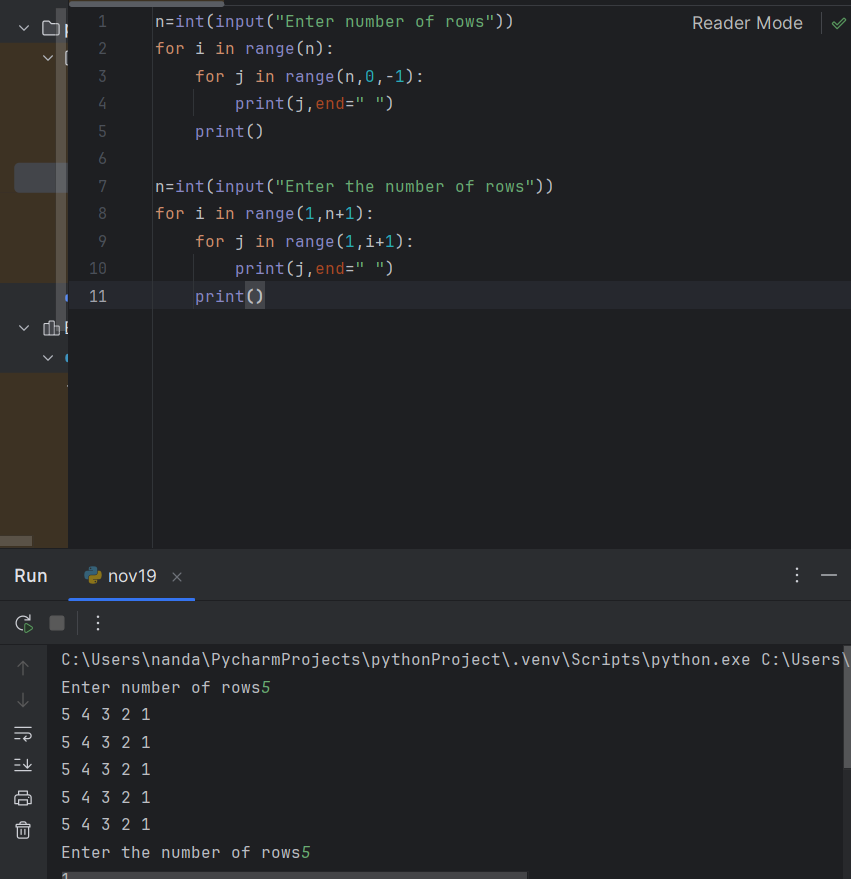 1 n=int(input("Enter number of rows"))
Reader Mode
2 for i in range(n):
3     for j in range(n,0,-1):
4         print(j,end=" ")
5     print()
6
7 n=int(input("Enter the number of rows"))
8 for i in range(1,n+1):
9     for j in range(1,i+1):
10         print(j,end=" ")
11     print()
Run nov19
C:\Users\nanda\PycharmProjects\pythonProject\.venv\Scripts\python.exe C:\Users\
Enter number of rows5
5 4 3 2 1
5 4 3 2 1
5 4 3 2 1
5 4 3 2 1
5 4 3 2 1
Enter the number of rows5
1